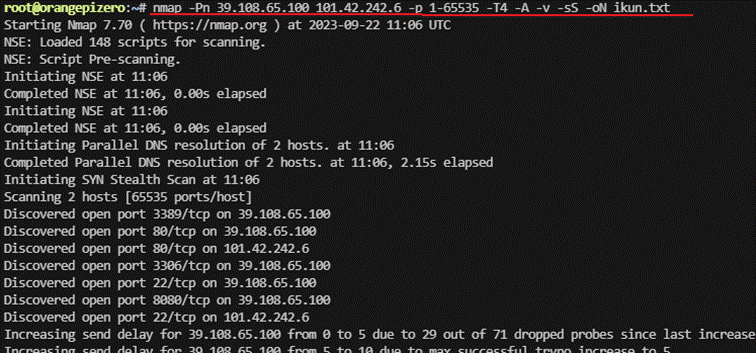 root@orangepizero:~# nmap -Pn 39.108.65.100 101.42.242.6 -p 1-65535 -T4 -A -v -sS -oN ikun.txt
Starting Nmap 7.70 ( https://nmap.org ) at 2023-09-22 11:06 UTC
NSE: Loaded 148 scripts for scanning.
NSE: Script Pre-scanning.
Initiating NSE at 11:06
Completed NSE at 11:06, 0.00s elapsed
Initiating NSE at 11:06
Completed NSE at 11:06, 0.00s elapsed
Initiating Parallel DNS resolution of 2 hosts. at 11:06
Completed Parallel DNS resolution of 2 hosts. at 11:06, 2.15s elapsed
Initiating SYN Stealth Scan at 11:06
Scanning 2 hosts [65535 ports/host]
Discovered open port 3389/tcp on 39.108.65.100
Discovered open port 80/tcp on 39.108.65.100
Discovered open port 80/tcp on 101.42.242.6
Discovered open port 3306/tcp on 39.108.65.100
Discovered open port 22/tcp on 39.108.65.100
Discovered open port 8080/tcp on 39.108.65.100
Discovered open port 22/tcp on 101.42.242.6
Increasing send delay for 39.108.65.100 from 0 to 5 due to 29 out of 71 dropped probes since last increase
Increasing send delay for 39.108.65.100 from 5 to 10 due to max_successful_tryno increase to 5